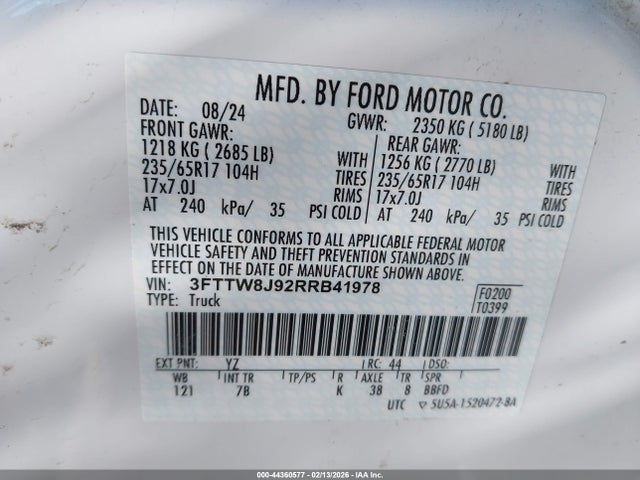 MFD. BY FORD MOTOR CO.
DATE: 08/24 GVWR: 2350 KG ( 5180 LB)
FRONT GAWR: REAR GAWR:
1218 KG ( 2685 LB) WITH 1256 KG ( 2770 LB) WITH
235/65R17 104H TIRES 235/65R17 104H TIRES
17x7.0J RIMS 17x7.0J RIMS
AT 240 kPa/ 35 PSI COLD AT 240 kPa/ 35 PSI COLD
THIS VEHICLE CONFORMS TO ALL APPLICABLE FEDERAL MOTOR
VEHICLE SAFETY AND THEFT PREVENTION STANDARDS IN
EFFECT ON THE DATE OF MANUFACTURE SHOWN ABOVE.
VIN: 3FTTW8J92RRB41978 F0200
TYPE: Truck T0399
EXT PNT: YZ RC: 44 DSO:
WB INT TR TP/PS R AXLE TR SPR
121 7B K 38 8 BBFD
UTC ▽ 5U5A-1520472-BA
000-44360577 - 02/13/2026 - IAAI.COM